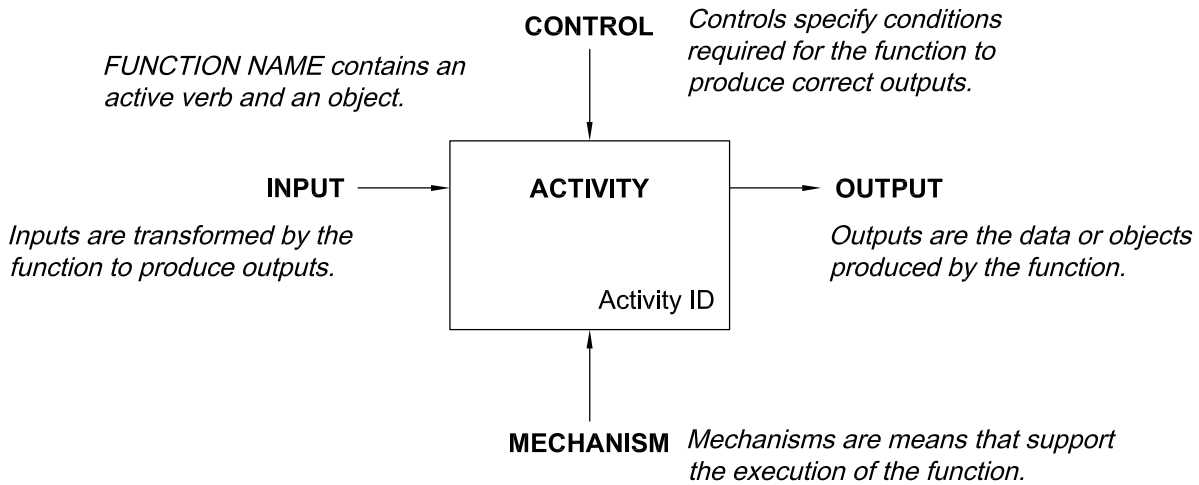 CONTROL
Controls specify conditions
required for the function to
produce correct outputs.
FUNCTION NAME contains an
active verb and an object.
INPUT
ACTIVITY
OUTPUT
Inputs are transformed by the
function to produce outputs.
Outputs are the data or objects
produced by the function.
Activity ID
MECHANISM
Mechanisms are means that support
the execution of the function.